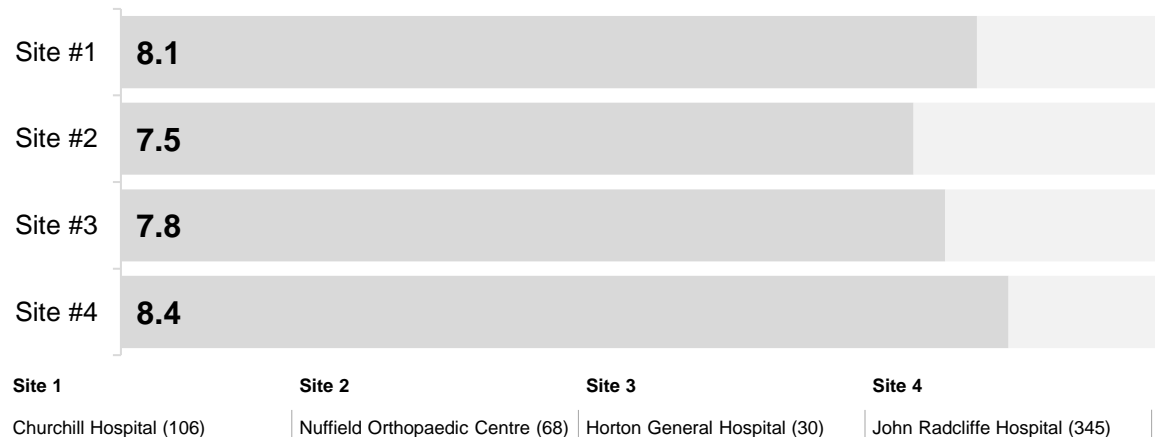 Site #1 8.1
Site #2 7.5
Site #3 7.8
Site #4 8.4
Site 1 Site 2 Site 3 Site 4
Churchill Hospital (106) Nuffield Orthopaedic Centre (68) Horton General Hospital (30) John Radcliffe Hospital (345)